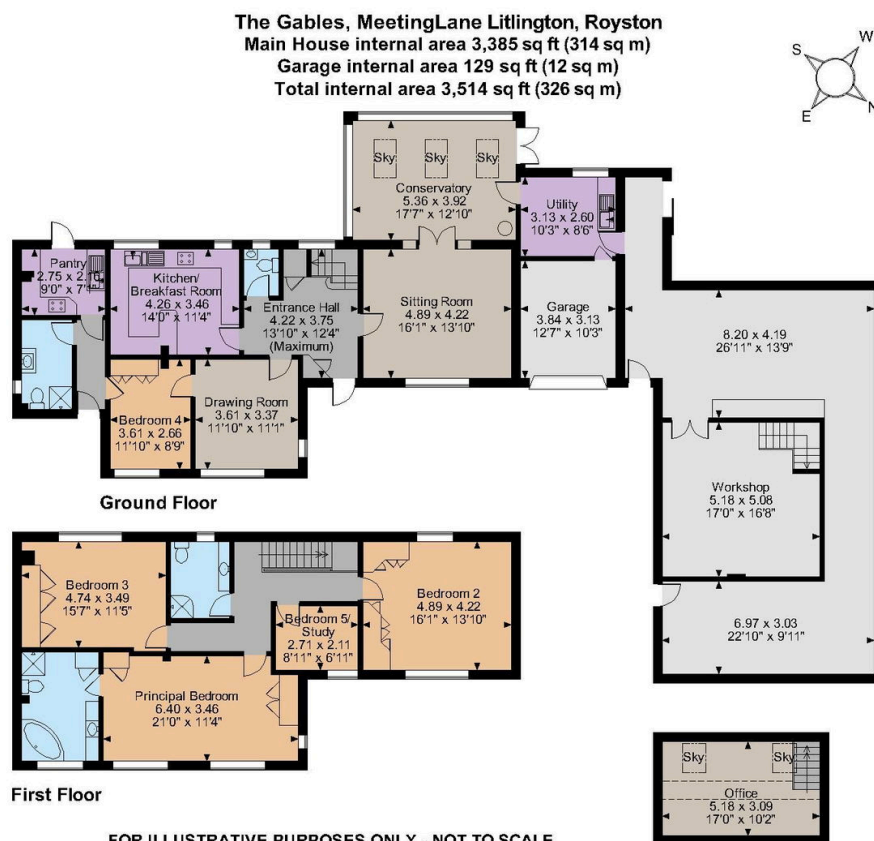 The Gables, MeetingLane Litlington, Royston
Main House internal area 3,385 sq ft (314 sq m)
Garage internal area 129 sq ft (12 sq m)
Total internal area 3,514 sq ft (326 sq m)
S
W
E
N
Sky
Sky
Sky
Conservatory
5.36 x 3.92
17'7" x 12'10"
Utility
3.13 x 2.60
10'3" x 8'6"
Pantry
2.75 x
9'0" x
Kitchen/
Breakfast Room
4.26 x 3.46
14'0" x 11'4"
Entrance Hall
4.22 x 3.75
13'10" x 12'4"
(Maximum)
Sitting Room
4.89 x 4.22
16'1" x 13'10"
Garage
3.84 x 3.13
12'7" x 10'3"
8.20 x 4.19
26'11" x 13'9"
Bedroom 4
3.61 x 2.66
11'10" x 8'9"
Drawing Room
3.61 x 3.37
11'10" x 11'1"
Ground Floor
Workshop
5.18 x 5.08
17'0" x 16'8"
6.97 x 3.03
22'10" x 9'11"
Bedroom 3
4.74 x 3.49
15'7" x 11'5"
Bedroom 5/
Study
2.71 x 2.11
8'11" x 6'11"
Bedroom 2
4.89 x 4.22
16'1" x 13'10"
Principal Bedroom
6.40 x 3.46
21'0" x 11'4"
First Floor
Sky
Sky
Office
5.18 x 3.09
17'0" x 10'2"
FOR ILLUSTRATIVE PURPOSES ONLY - NOT TO SCALE